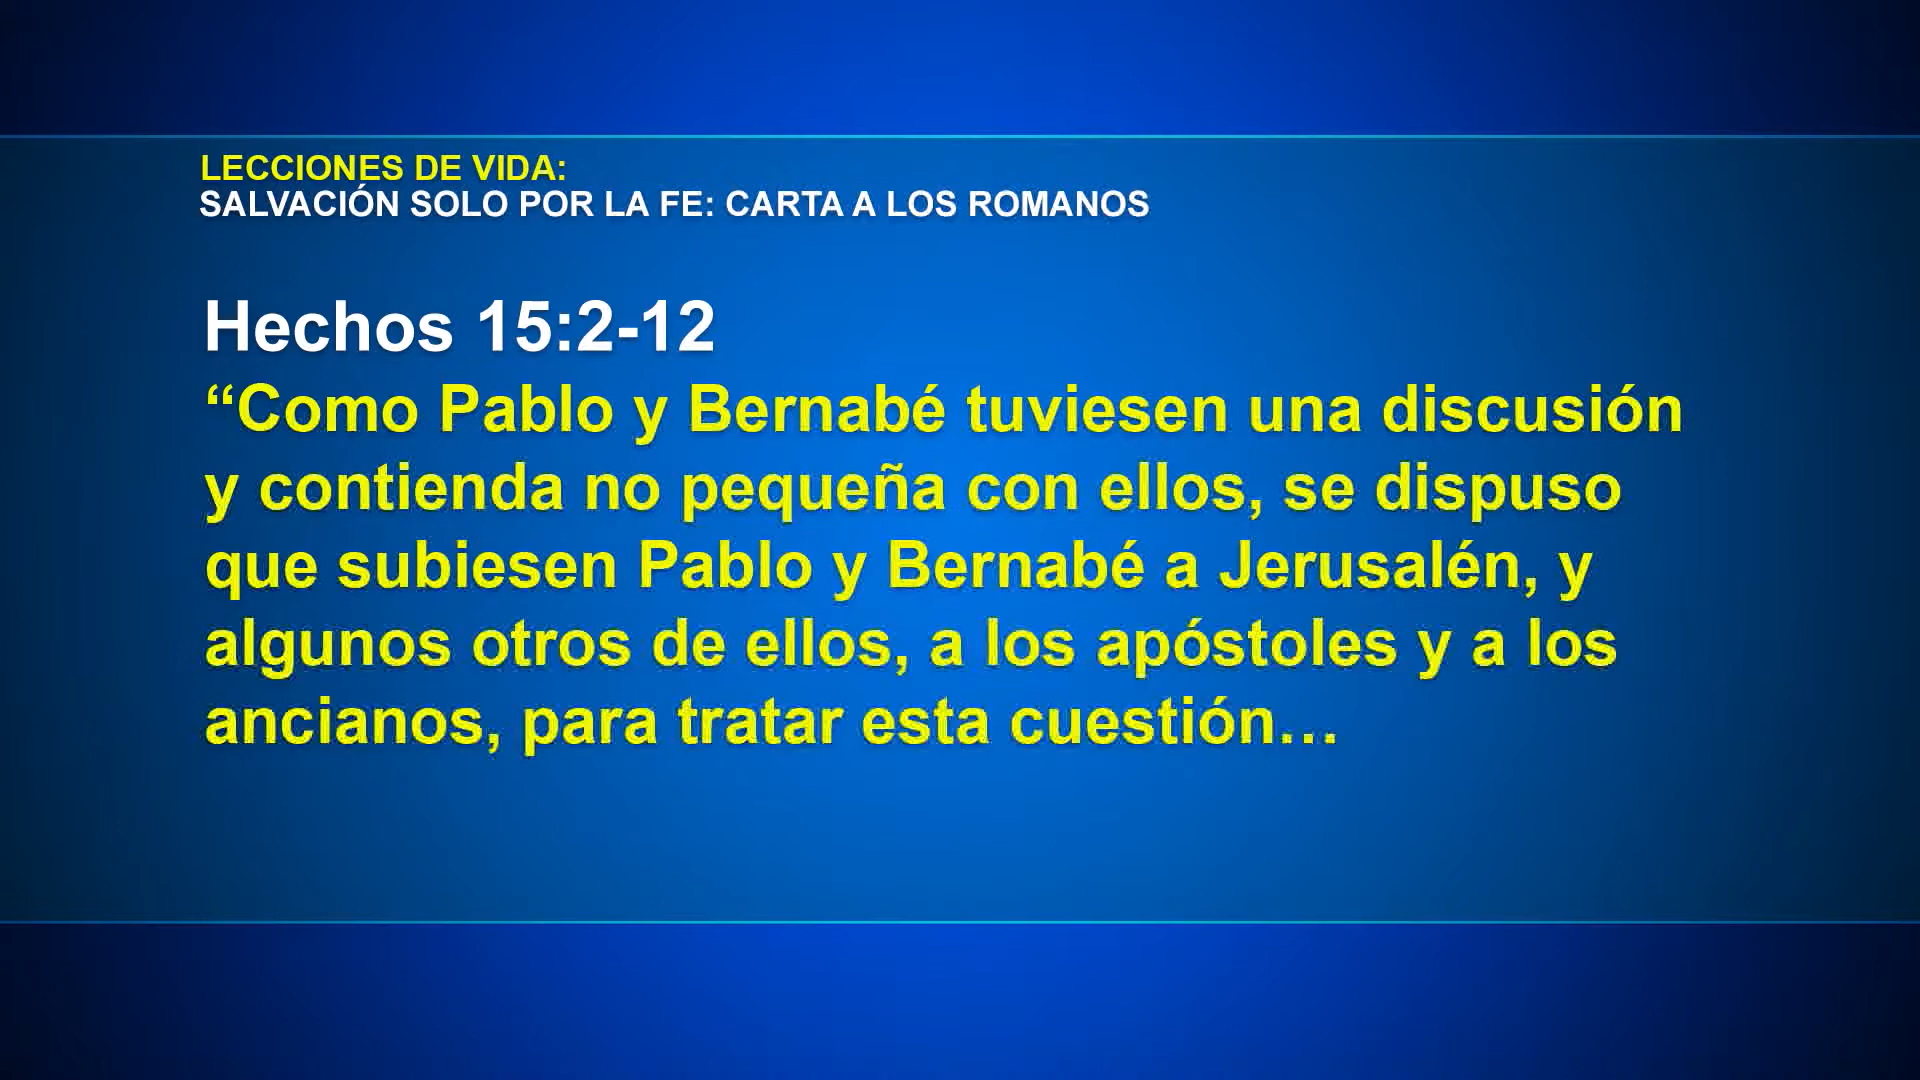 LECCIONES DE VIDA:
SALVACIÓN SOLO POR LA FE: CARTA A LOS ROMANOS
Hechos 15:2-12
“Como Pablo y Bernabé tuviesen una discusión
y contienda no pequeña con ellos, se dispuso
que subiesen Pablo y Bernabé a Jerusalén, y
algunos otros de ellos, a los apóstoles y a los
ancianos, para tratar esta cuestión…